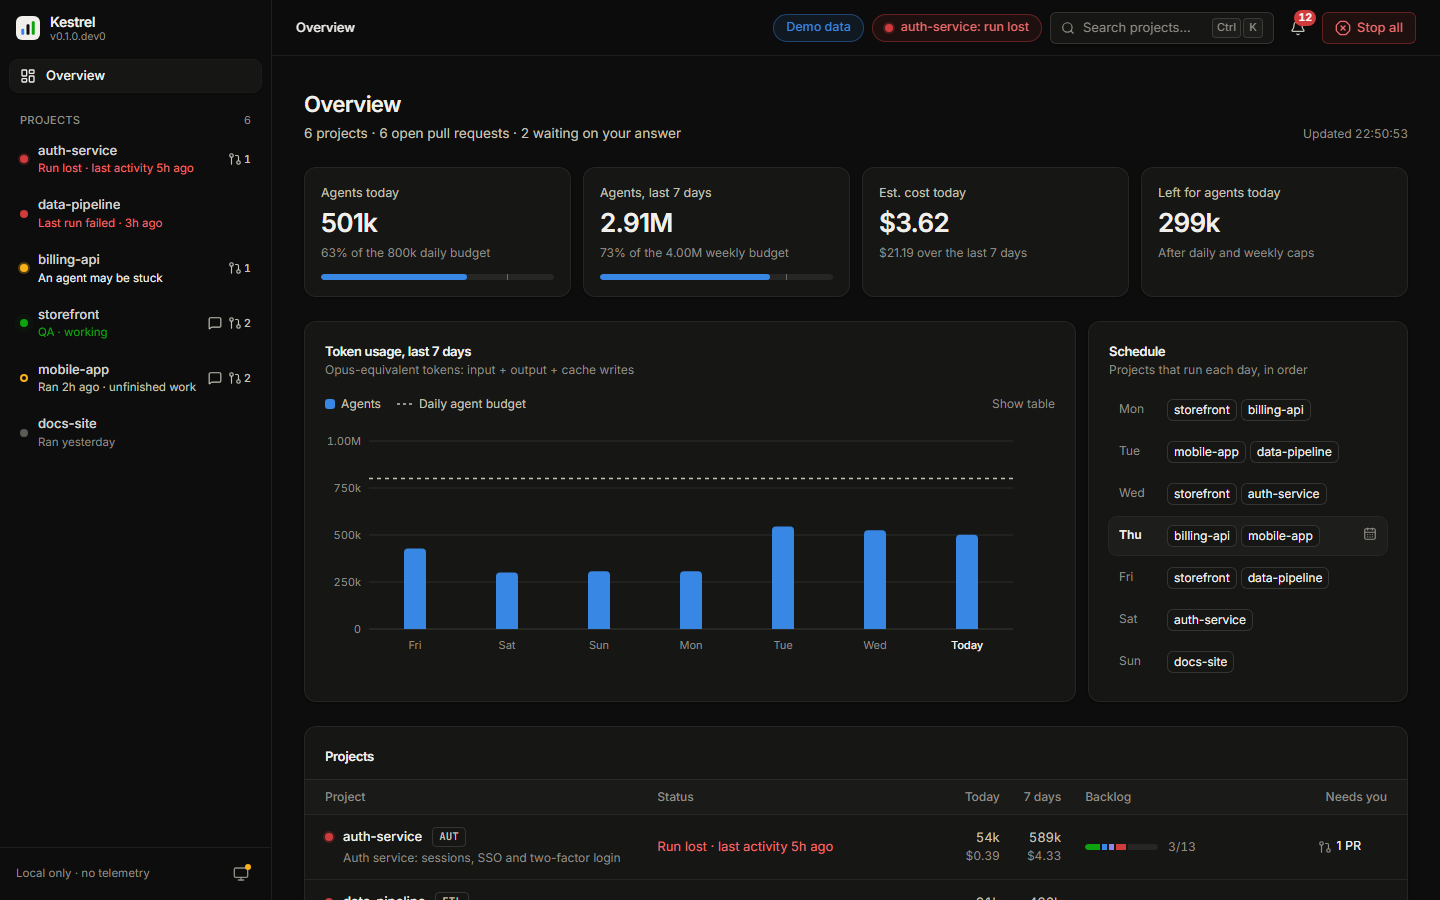 Kestrel
v0.1.0.dev0
Overview
PROJECTS 6
auth-service
Run lost · last activity 5h ago
1
data-pipeline
Last run failed · 3h ago
billing-api
An agent may be stuck
1
storefront
QA · working
2
mobile-app
Ran 2h ago · unfinished work
2
docs-site
Ran yesterday
Local only · no telemetry
Overview
Demo data
auth-service: run lost
Search projects... Ctrl K
12
Stop all
Overview
6 projects · 6 open pull requests · 2 waiting on your answer
Updated 22:50:53
Agents today
501k
63% of the 800k daily budget
Agents, last 7 days
2.91M
73% of the 4.00M weekly budget
Est. cost today
$3.62
$21.19 over the last 7 days
Left for agents today
299k
After daily and weekly caps
Token usage, last 7 days
Opus-equivalent tokens: input + output + cache writes
Agents Daily agent budget Show table
1.00M
750k
500k
250k
0
Fri Sat Sun Mon Tue Wed Today
Schedule
Projects that run each day, in order
Mon storefront billing-api
Tue mobile-app data-pipeline
Wed storefront auth-service
Thu billing-api mobile-app
Fri storefront data-pipeline
Sat auth-service
Sun docs-site
Projects
Project Status Today 7 days Backlog Needs you
auth-service AUT
Auth service: sessions, SSO and two-factor login
Run lost · last activity 5h ago
54k
$0.39
589k
$4.33
3/13
1 PR
data-pipeline